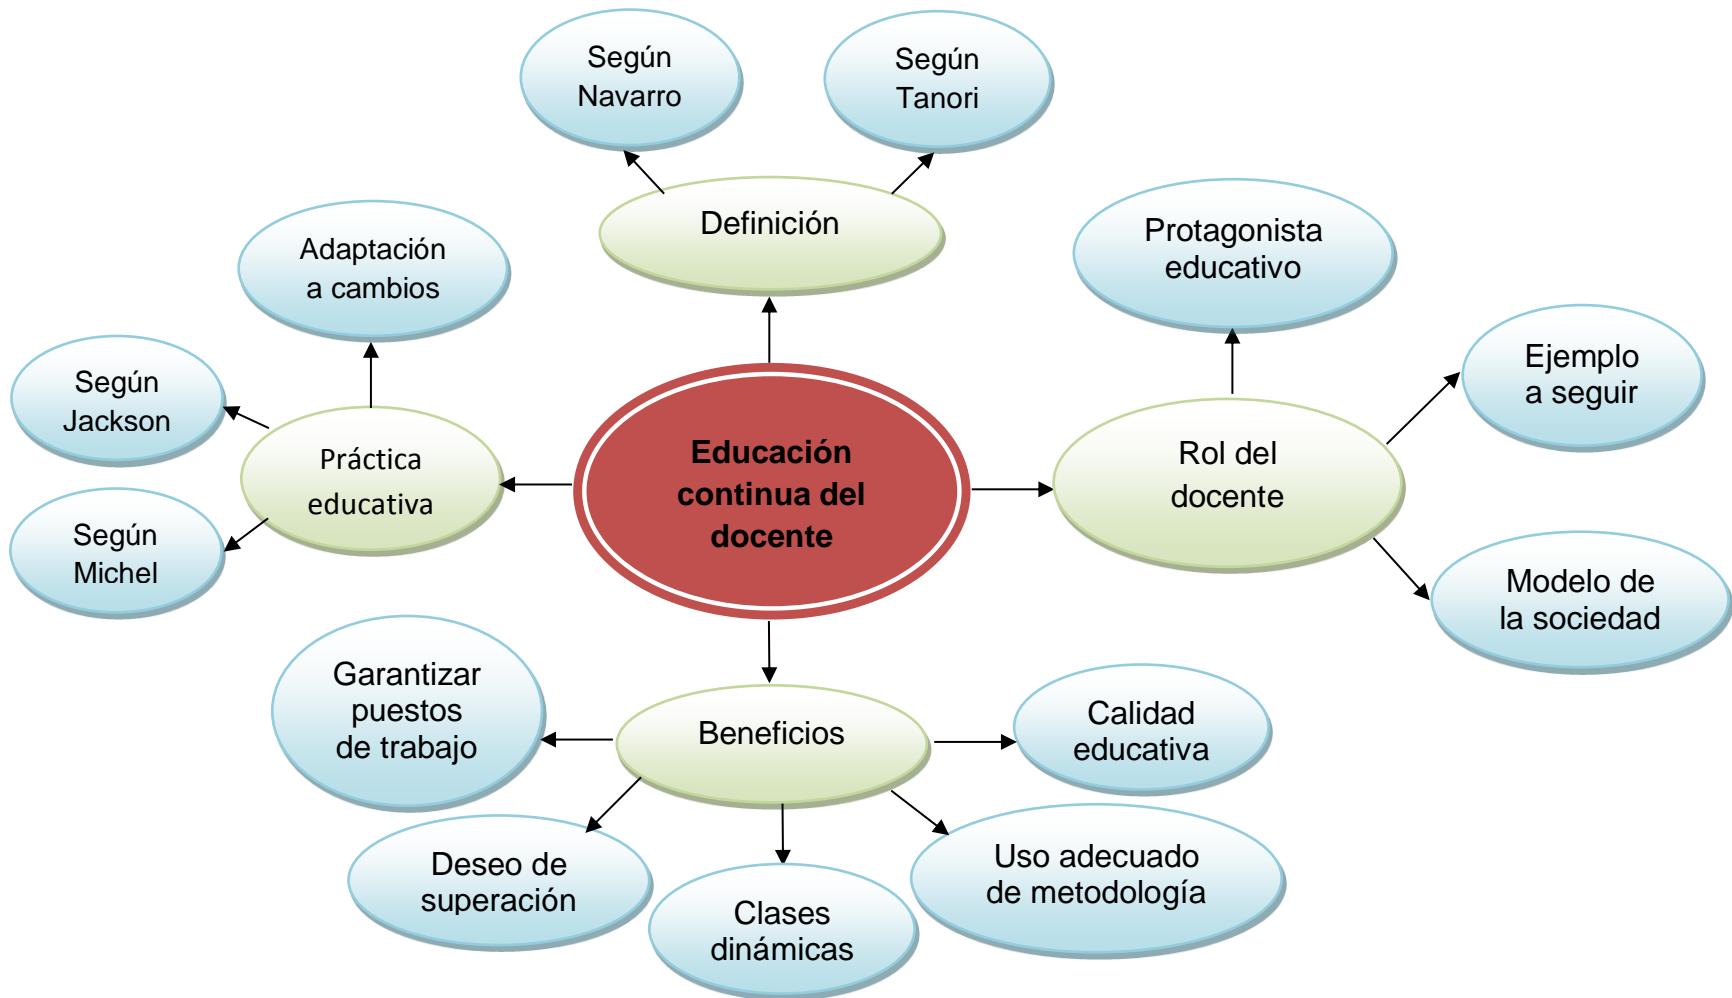 Según
Navarro
Según
Tanori
Definición
Protagonista
educativo
Adaptación
a cambios
Ejemplo
a seguir
Según
Jackson
Práctica
educativa
Educación
continua del
docente
Rol del
docente
Según
Michel
Modelo de
la sociedad
Garantizar
puestos
de trabajo
Beneficios
Calidad
educativa
Deseo de
superación
Clases
dinámicas
Uso adecuado
de metodología